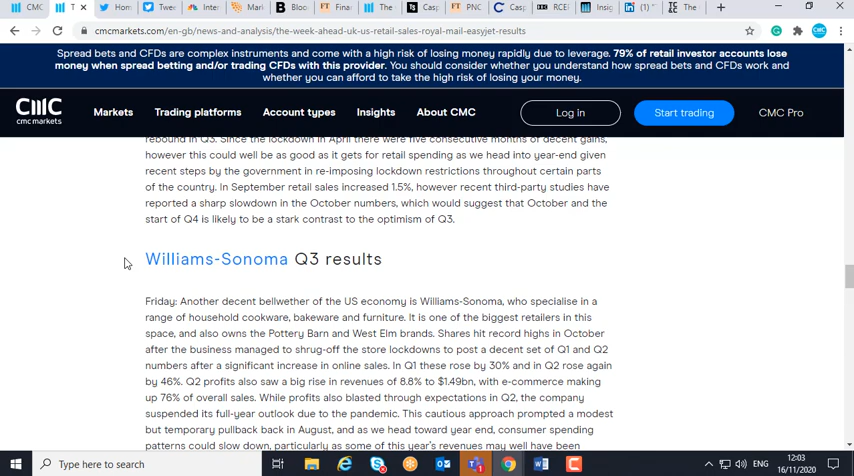 CMC
T
Hom
Twee
Inter
Mark
Bloo
Finan
The
Casp
PNC
Casp
RCEP
Insig
(1)
The
cmcmarkets.com/en-gb/news-and-analysis/the-week-ahead-uk-us-retail-sales-royal-mail-easyjet-results
Spread bets and CFDs are complex instruments and come with a high risk of losing money rapidly due to leverage. 79% of retail investor accounts lose
money when spread betting and/or trading CFDs with this provider. You should consider whether you understand how spread bets and CFDs work and
whether you can afford to take the high risk of losing your money.
cmc markets
Markets Trading platforms Account types Insights About CMC Log in Start trading CMC Pro
rebound in Q3. Since the lockdown in April there were five consecutive months of decent gains,
however this could well be as good as it gets for retail spending as we head into year-end given
recent steps by the government in re-imposing lockdown restrictions throughout certain parts
of the country. In September retail sales increased 1.5%, however recent third-party studies have
reported a sharp slowdown in the October numbers, which would suggest that October and the
start of Q4 is likely to be a stark contrast to the optimism of Q3.
Williams-Sonoma Q3 results
Friday: Another decent bellwether of the US economy is Williams-Sonoma, who specialise in a
range of household cookware, bakeware and furniture. It is one of the biggest retailers in this
space, and also owns the Pottery Barn and West Elm brands. Shares hit record highs in October
after the business managed to shrug-off the store lockdowns to post a decent set of Q1 and Q2
numbers after a significant increase in online sales. In Q1 these rose by 30% and in Q2 rose again
by 46%. Q2 profits also saw a big rise in revenues of 8.8% to $1.49bn, with e-commerce making
up 76% of overall sales. While profits also blasted through expectations in Q2, the company
suspended its full-year outlook due to the pandemic. This cautious approach prompted a modest
but temporary pullback back in August, and as we head toward year end, consumer spending
patterns could slow down, particularly as some of this year's revenues may well have been
Type here to search
ENG
12:03
16/11/2020